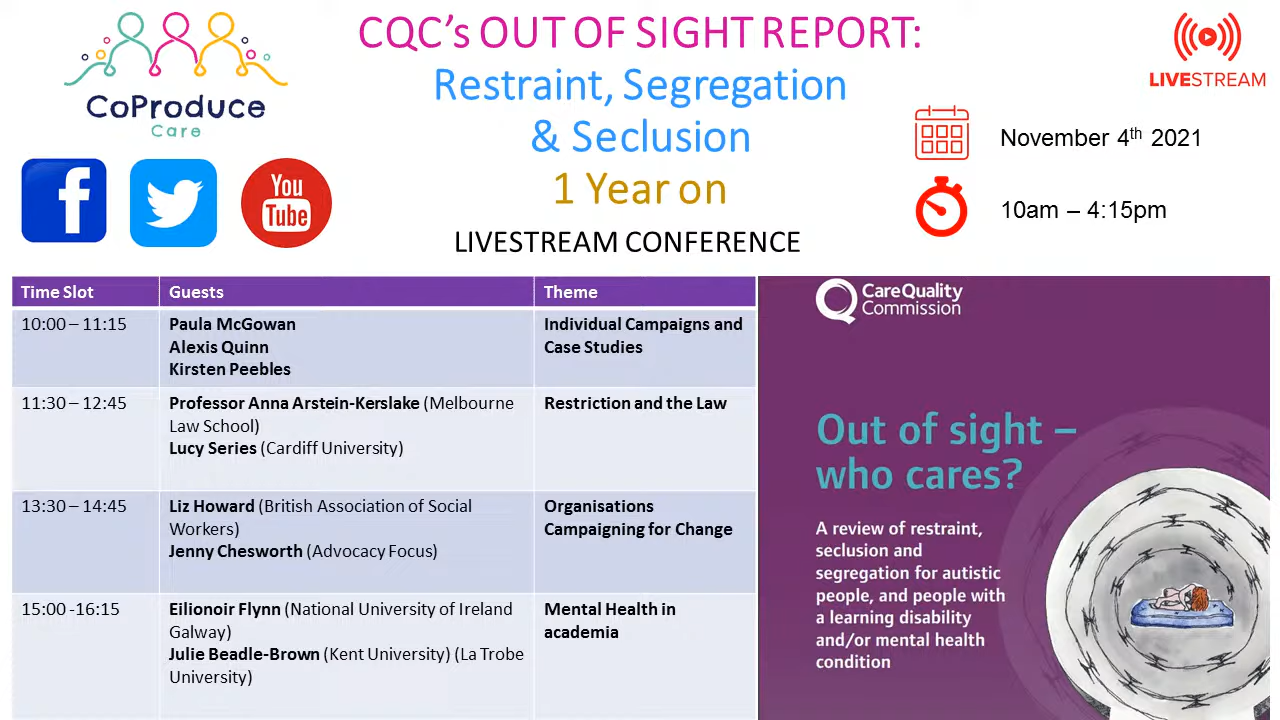 CoProduce
Care
CQC's OUT OF SIGHT REPORT:
Restraint, Segregation
& Seclusion
1 Year on
LIVESTREAM CONFERENCE
LIVESTREAM
November 4th 2021
10am – 4:15pm
f
You
Tube
Time Slot Guests Theme
10:00 – 11:15 Paula McGowan Individual Campaigns and
Alexis Quinn Case Studies
Kirsten Peebles
11:30 – 12:45 Professor Anna Arstein-Kerslake (Melbourne Restriction and the Law
Law School)
Lucy Series (Cardiff University)
13:30 – 14:45 Liz Howard (British Association of Social Organisations
Workers) Campaigning for Change
Jenny Chesworth (Advocacy Focus)
15:00 -16:15 Eilionoir Flynn (National University of Ireland Mental Health in
Galway) academia
Julie Beadle-Brown (Kent University) (La Trobe
University)
CareQuality
Commission
Out of sight –
who cares?
A review of restraint,
seclusion and
segregation for autistic
people, and people with
a learning disability
and/or mental health
condition